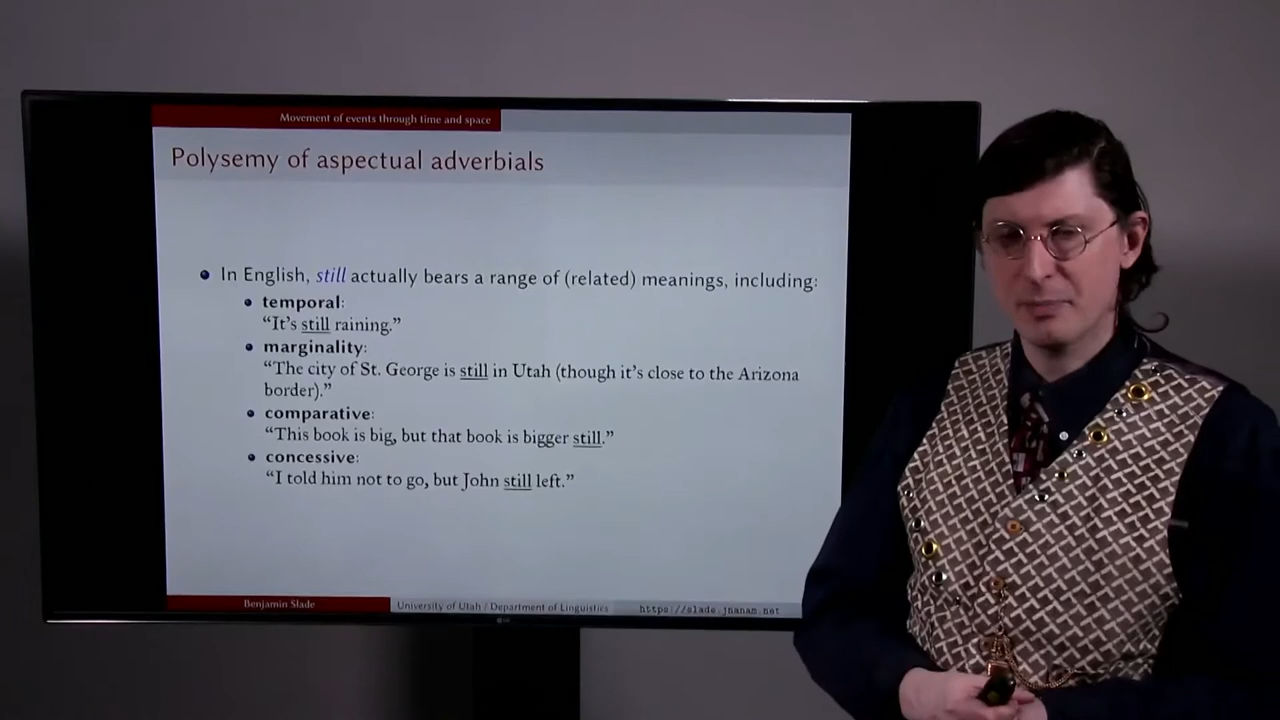 Movement of events through time and space
Polysemy of aspectual adverbials
In English, still actually bears a range of (related) meanings, including:
temporal:
“It’s still raining.”
marginality:
“The city of St. George is still in Utah (though it’s close to the Arizona
border).”
comparative:
“This book is big, but that book is bigger still.”
concessive:
“I told him not to go, but John still left.”
Benjamin Slade
University of Utah / Department of Linguistics
https://slade.jnanam.net
LG